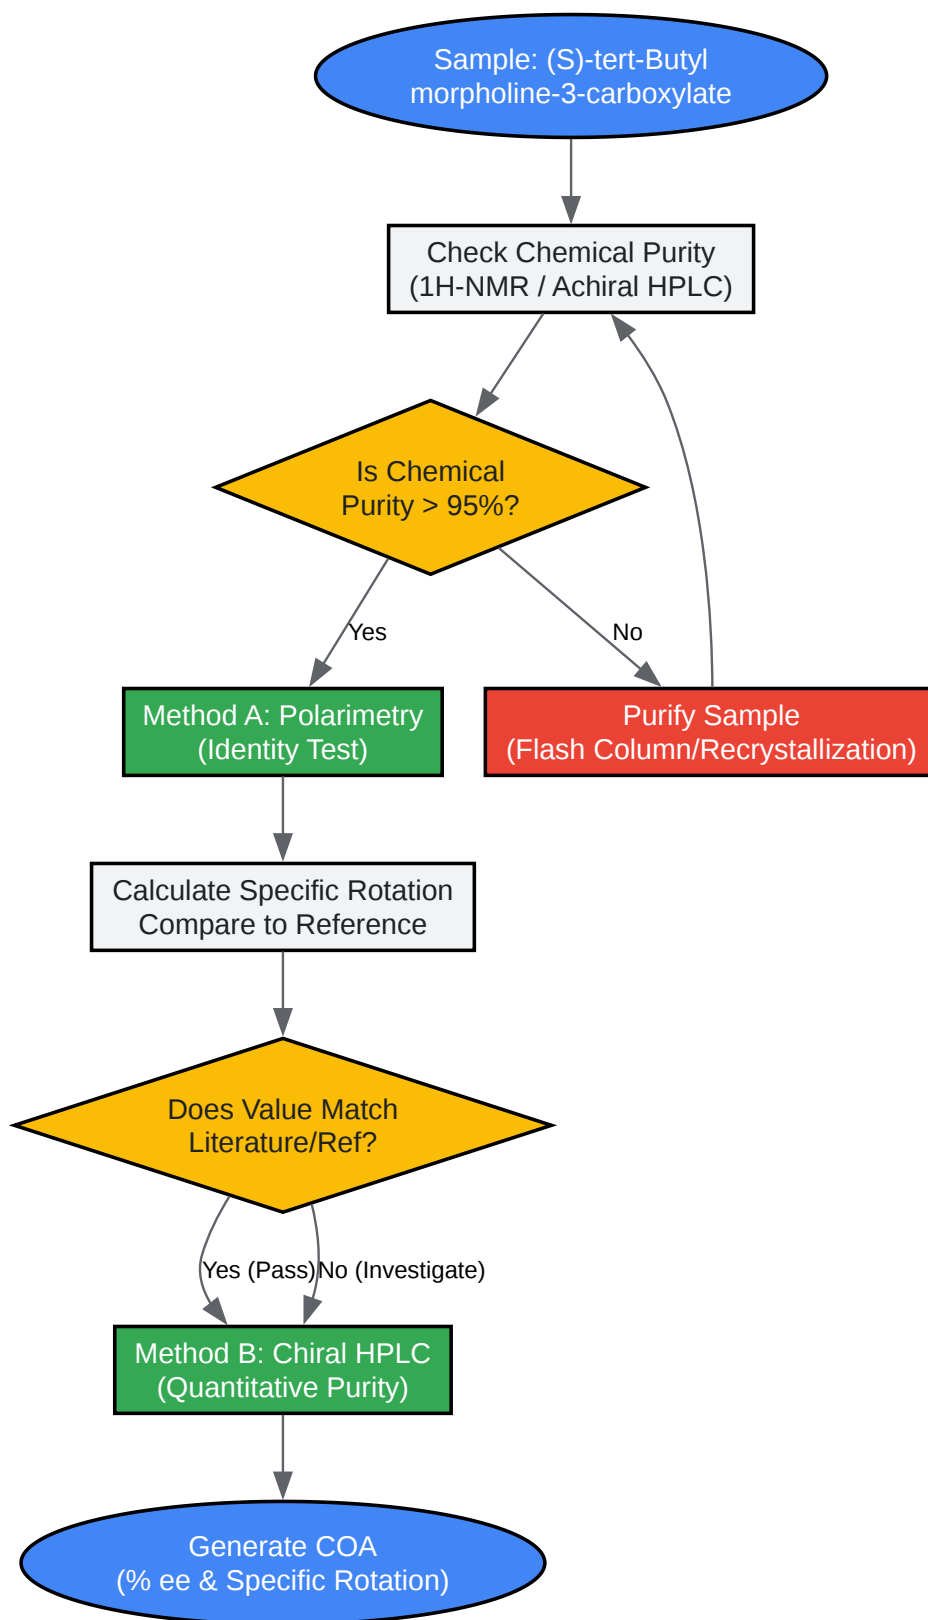 Sample: (S)-tert-Butyl
morpholine-3-carboxylate
Check Chemical Purity
(1H-NMR / Achiral HPLC)
Is Chemical
Purity > 95%?
Yes
No
Method A: Polarimetry
(Identity Test)
Purify Sample
(Flash Column/Recrystallization)
Calculate Specific Rotation
Compare to Reference
Does Value Match
Literature/Ref?
Yes (Pass)
No (Investigate)
Method B: Chiral HPLC
(Quantitative Purity)
Generate COA
(% ee & Specific Rotation)